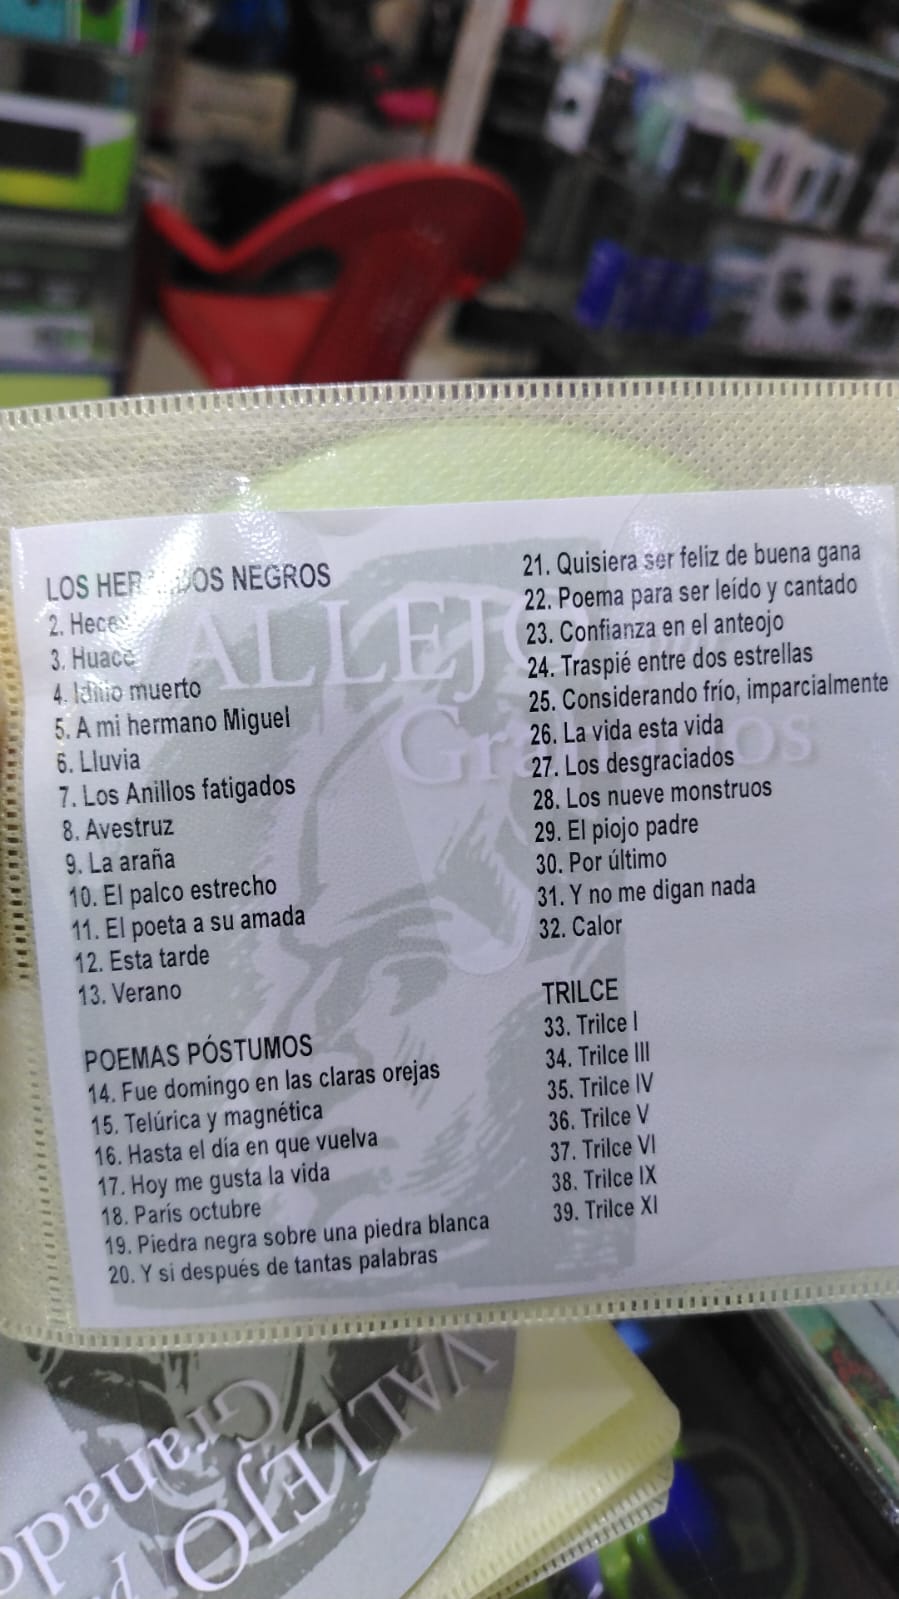 LOS HER DOS NEGROS
2. Hece
3. Huaco
4. Idilio muerto
5. A mi hermano Miguel
6. Lluvia
7. Los Anillos fatigados
8. Avestruz
9. La araña
10. El palco estrecho
11. El poeta a su amada
12. Esta tarde
13. Verano
POEMAS PÓSTUMOS
14. Fue domingo en las claras orejas
15. Telúrica y magnética
16. Hasta el día en que vuelva
17. Hoy me gusta la vida
18. París octubre
19. Piedra negra sobre una piedra blanca
20. Y si después de tantas palabras
21. Quisiera ser feliz de buena gana
22. Poema para ser leído y cantado
23. Confianza en el anteojo
24. Traspié entre dos estrellas
25. Considerando frío, imparcialmente
26. La vida esta vida
27. Los desgraciados
28. Los nueve monstruos
29. El piojo padre
30. Por último
31. Y no me digan nada
32. Calor
TRILCE
33. Trilce I
34. Trilce III
35. Trilce IV
36. Trilce V
37. Trilce VI
38. Trilce IX
39. Trilce XI
VALLEJO
Granados
VALLEJO
Granado